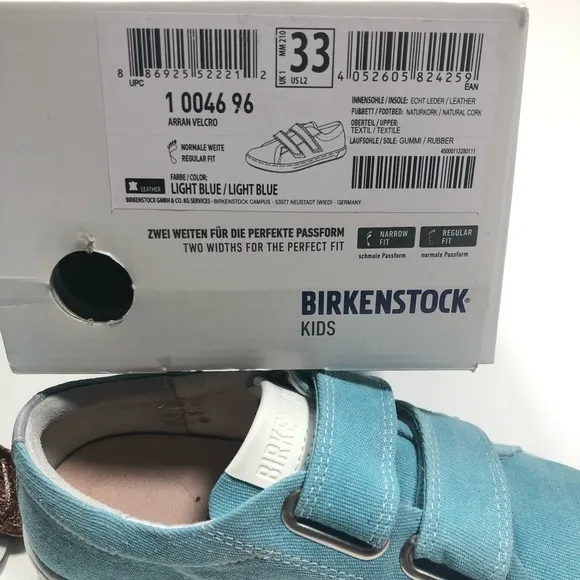 8 86925 52221 2
UPC
UK 1
MM 210
33
US L2
4 052605 824259
EAN
1 0046 96
ARRAN VELCRO
INNENSOHLE / INSOLE: ECHT LEDER / LEATHER
FUẞBETT / FOOTBED: NATURKORK / NATURAL CORK
OBERTEIL / UPPER:
TEXTIL / TEXTILE
LAUFSOHLE / SOLE: GUMMI / RUBBER
45000112280111
NORMALE WEITE
REGULAR FIT
FARBE / COLOR:
LIGHT BLUE / LIGHT BLUE
LEATHER
BIRKENSTOCK GMBH & CO. KG SERVICES - BIRKENSTOCK CAMPUS - 53577 NEUSTADT (WIED) - GERMANY
ZWEI WEITEN FÜR DIE PERFEKTE PASSFORM
TWO WIDTHS FOR THE PERFECT FIT
NARROW FIT
schmale Passform
REGULAR FIT
normale Passform
BIRKENSTOCK®
KIDS
BIRKEN